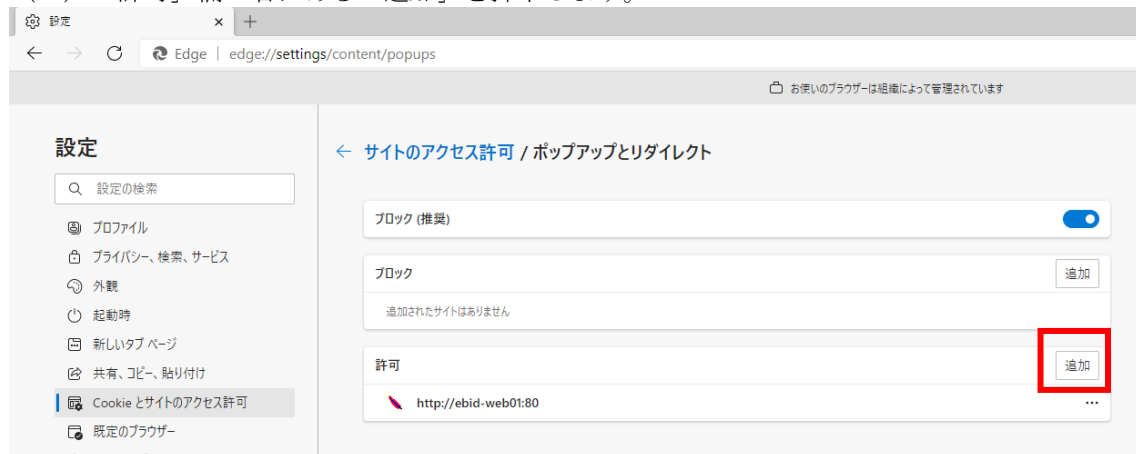 設定
Edge | edge://settings/content/popups
お使いのブラウザーは組織によって管理されています
設定
設定の検索
プロファイル
プライバシー、検索、サービス
外観
起動時
新しいタブ ページ
共有、コピー、貼り付け
Cookie とサイトのアクセス許可
既定のブラウザー
サイトのアクセス許可 / ポップアップとリダイレクト
ブロック (推奨)
ブロック
追加
追加されたサイトはありません
許可
追加
http://ebid-web01:80